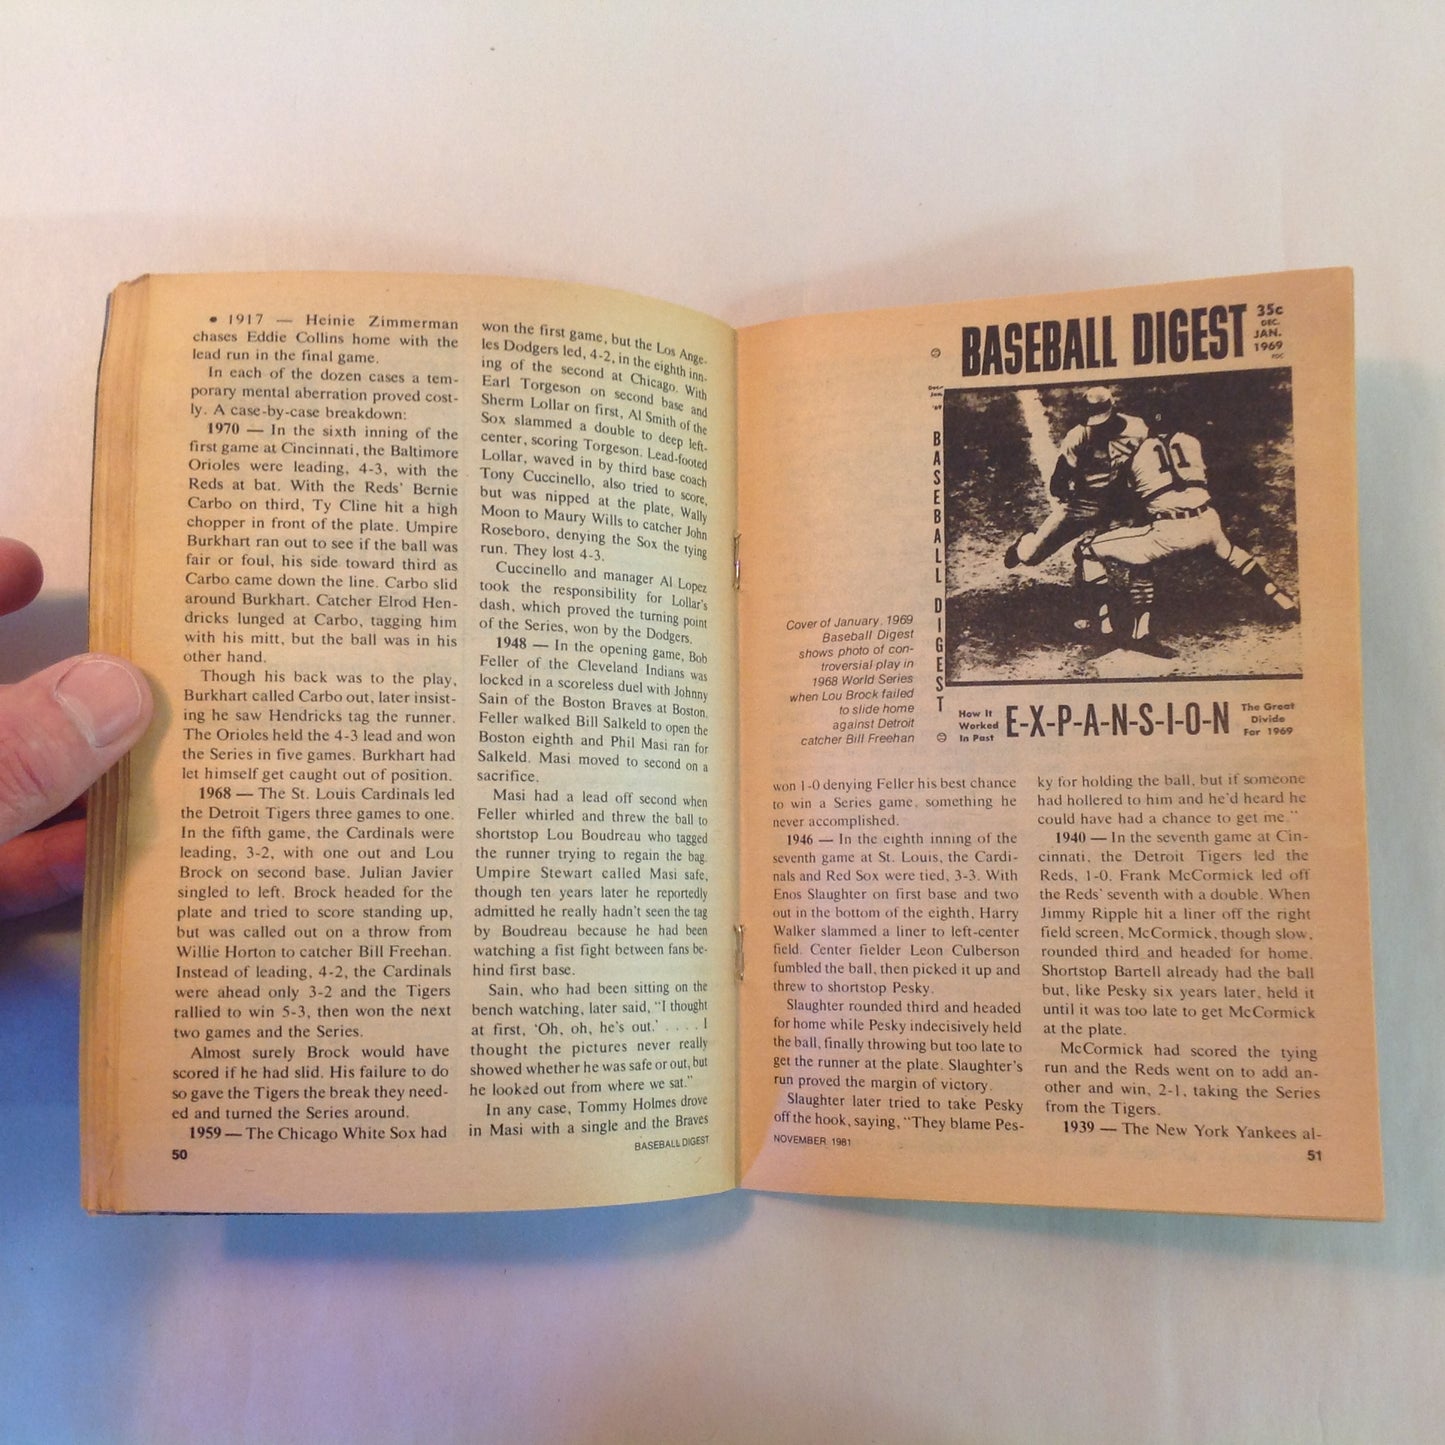 • 1917 — Heinie Zimmerman
chases Eddie Collins home with the
lead run in the final game.
In each of the dozen cases a tem-
porary mental aberration proved cost-
ly. A case-by-case breakdown:
1970 — In the sixth inning of the
first game at Cincinnati, the Baltimore
Orioles were leading, 4-3, with the
Reds at bat. With the Reds' Bernie
Carbo on third, Ty Cline hit a high
chopper in front of the plate. Umpire
Burkhart ran out to see if the ball was
fair or foul, his side toward third as
Carbo came down the line. Carbo slid
around Burkhart. Catcher Elrod Hen-
dricks lunged at Carbo, tagging him
with his mitt, but the ball was in his
other hand.
Though his back was to the play,
Burkhart called Carbo out, later insist-
ing he saw Hendricks tag the runner.
The Orioles held the 4-3 lead and won
the Series in five games. Burkhart had
let himself get caught out of position.
1968 — The St. Louis Cardinals led
the Detroit Tigers three games to one.
In the fifth game, the Cardinals were
leading, 3-2, with one out and Lou
Brock on second base. Julian Javier
singled to left. Brock headed for the
plate and tried to score standing up,
but was called out on a throw from
Willie Horton to catcher Bill Freehan.
Instead of leading, 4-2, the Cardinals
were ahead only 3-2 and the Tigers
rallied to win 5-3, then won the next
two games and the Series.
Almost surely Brock would have
scored if he had slid. His failure to do
so gave the Tigers the break they need-
ed and turned the Series around.
1959 — The Chicago White Sox had
50
won the first game, but the Los Ange-
les Dodgers led, 4-2, in the eighth inn-
ing of the second at Chicago. With
Earl Torgeson on second base and
Sherm Lollar on first, Al Smith of the
Sox slammed a double to deep left-
center, scoring Torgeson. Lead-footed
Lollar, waved in by third base coach
Tony Cuccinello, also tried to score,
but was nipped at the plate, Wally
Moon to Maury Wills to catcher John
Roseboro, denying the Sox the tying
run. They lost 4-3.
Cuccinello and manager Al Lopez
took the responsibility for Lollar's
dash, which proved the turning point
of the Series, won by the Dodgers.
1948 — In the opening game, Bob
Feller of the Cleveland Indians was
locked in a scoreless duel with Johnny
Sain of the Boston Braves at Boston.
Feller walked Bill Salkeld to open the
Boston eighth and Phil Masi ran for
Salkeld. Masi moved to second on a
sacrifice.
Masi had a lead off second when
Feller whirled and threw the ball to
shortstop Lou Boudreau who tagged
the runner trying to regain the bag.
Umpire Stewart called Masi safe,
though ten years later he reportedly
admitted he really hadn't seen the tag
by Boudreau because he had been
watching a fist fight between fans be-
hind first base.
Sain, who had been sitting on the
bench watching, later said, "I thought
at first, 'Oh, oh, he's out.' . . . . I
thought the pictures never really
showed whether he was safe or out, but
he looked out from where we sat."
In any case, Tommy Holmes drove
in Masi with a single and the Braves
BASEBALL DIGEST
BASEBALL DIGEST
35c
DEC.
JAN.
1969
PDC
Dec.-
Jan.
'69
BASEBALL DIGEST
11
How It
Worked
In Past
E-X-P-A-N-S-I-O-N
The Great
Divide
For 1969
Cover of January, 1969
Baseball Digest
shows photo of con-
troversial play in
1968 World Series
when Lou Brock failed
to slide home
against Detroit
catcher Bill Freehan
won 1-0 denying Feller his best chance
to win a Series game, something he
never accomplished.
1946 — In the eighth inning of the
seventh game at St. Louis, the Cardi-
nals and Red Sox were tied, 3-3. With
Enos Slaughter on first base and two
out in the bottom of the eighth, Harry
Walker slammed a liner to left-center
field. Center fielder Leon Culberson
fumbled the ball, then picked it up and
threw to shortstop Pesky.
Slaughter rounded third and headed
for home while Pesky indecisively held
the ball, finally throwing but too late to
get the runner at the plate. Slaughter's
run proved the margin of victory.
Slaughter later tried to take Pesky
off the hook, saying, "They blame Pes-
NOVEMBER, 1981
ky for holding the ball, but if someone
had hollered to him and he'd heard he
could have had a chance to get me."
1940 — In the seventh game at Cin-
cinnati, the Detroit Tigers led the
Reds, 1-0. Frank McCormick led off
the Reds' seventh with a double. When
Jimmy Ripple hit a liner off the right
field screen, McCormick, though slow,
rounded third and headed for home.
Shortstop Bartell already had the ball
but, like Pesky six years later, held it
until it was too late to get McCormick
at the plate.
McCormick had scored the tying
run and the Reds went on to add an-
other and win, 2-1, taking the Series
from the Tigers.
1939 — The New York Yankees al-
51